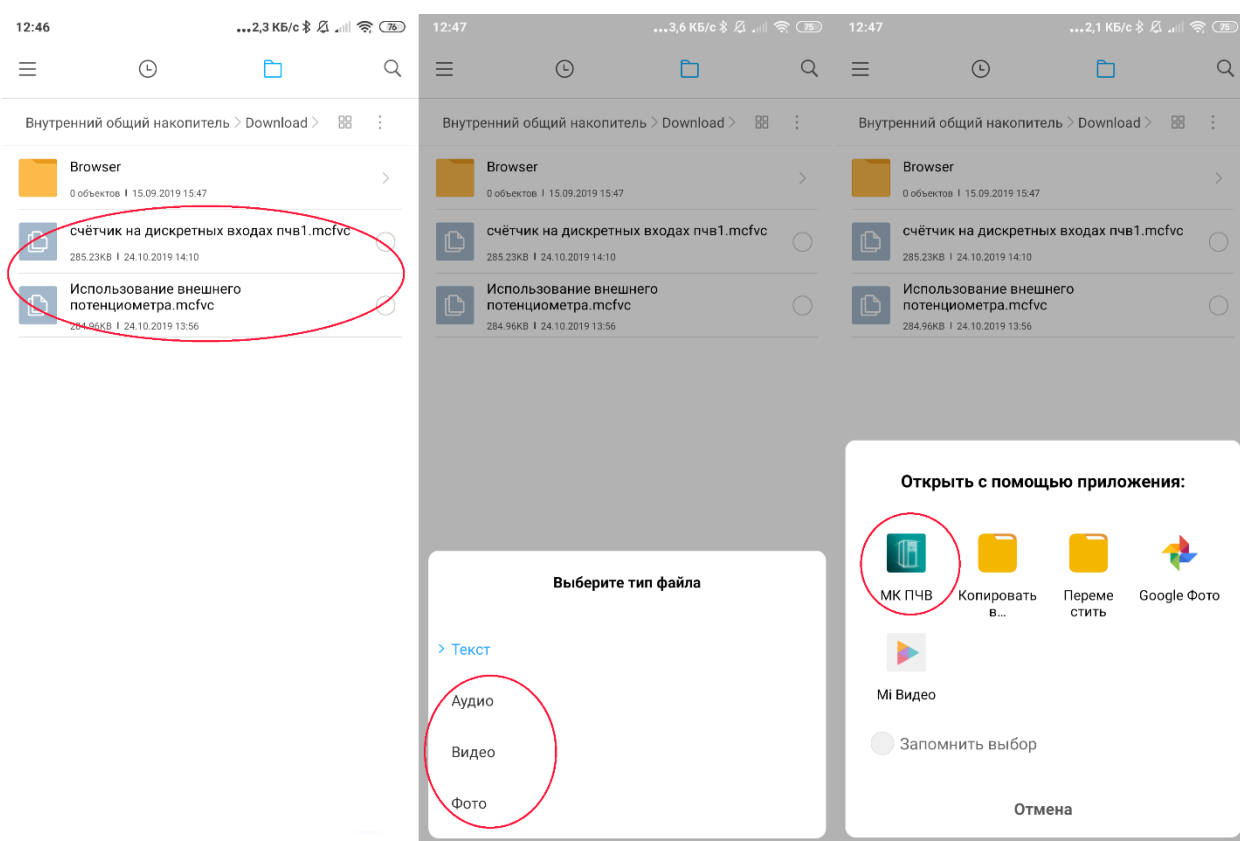 12:46
...2,3 КБ/с
76
Внутренний общий накопитель > Download >
Browser
0 объектов | 15.09.2019 15:47
счётчик на дискретных входах пчв1.mcfvc
285.23KB | 24.10.2019 14:10
Использование внешнего
потенциометра.mcfvc
284.96KB | 24.10.2019 13:56
12:47
...3,6 КБ/с
75
Внутренний общий накопитель > Download >
Browser
0 объектов | 15.09.2019 15:47
счётчик на дискретных входах пчв1.mcfvc
285.23KB | 24.10.2019 14:10
Использование внешнего
потенциометра.mcfvc
284.96KB | 24.10.2019 13:56
Выберите тип файла
> Текст
Аудио
Видео
Фото
12:47
...2,1 КБ/с
75
Внутренний общий накопитель > Download >
Browser
0 объектов | 15.09.2019 15:47
счётчик на дискретных входах пчв1.mcfvc
285.23KB | 24.10.2019 14:10
Использование внешнего
потенциометра.mcfvc
284.96KB | 24.10.2019 13:56
Открыть с помощью приложения:
МК ПЧВ
Копировать
в...
Переме
стить
Google Фото
Mi Видео
Запомнить выбор
Отмена